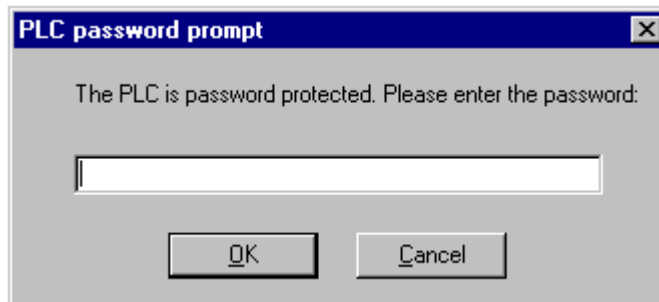 PLC password prompt
The PLC is password protected. Please enter the password:
OK
Cancel